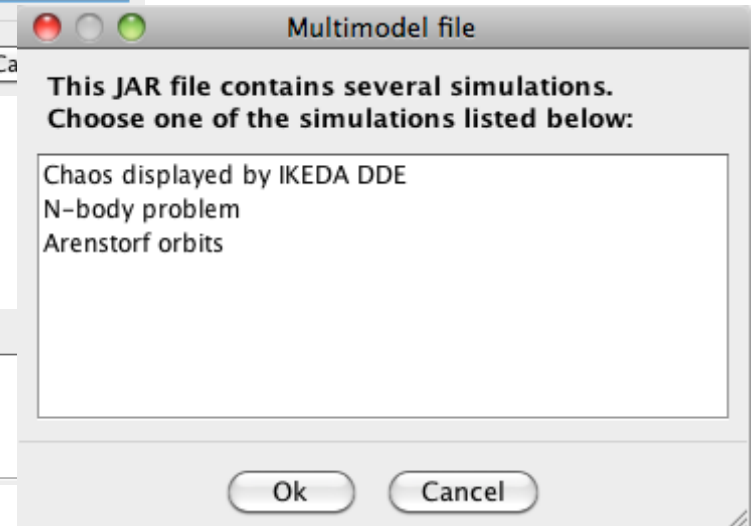 Multimodel file
Ca
This JAR file contains several simulations.
Choose one of the simulations listed below:
Chaos displayed by IKEDA DDE
N-body problem
Arenstorf orbits
Ok Cancel